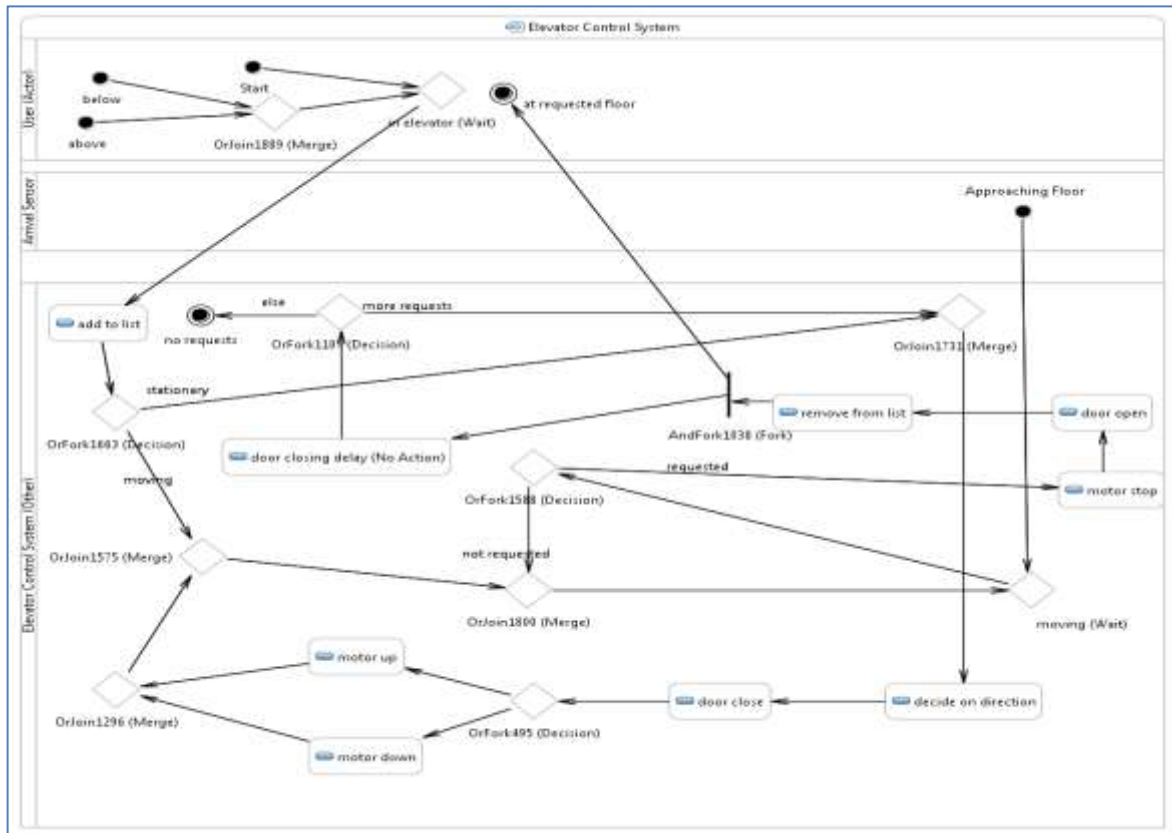 Elevator Control System
User (Actor)
Start
below
above
OrJoin1889 (Merge)
in elevator (Wait)
at requested floor
Arrival Sensor
Approaching Floor
Elevator Control System (Other)
add to list
else
no requests
more requests
(Decision)
OrJoin1731 (Merge)
stationary
(Decision)
moving
door closing delay (No Action)
AndFork1030 (Fork)
remove from list
door open
requested
motor stop
OrFork1588 (Decision)
not requested
OrJoin1575 (Merge)
OrJoin1800 (Merge)
moving (Wait)
motor up
OrJoin1296 (Merge)
OrFork495 (Decision)
door close
decide on direction
motor down